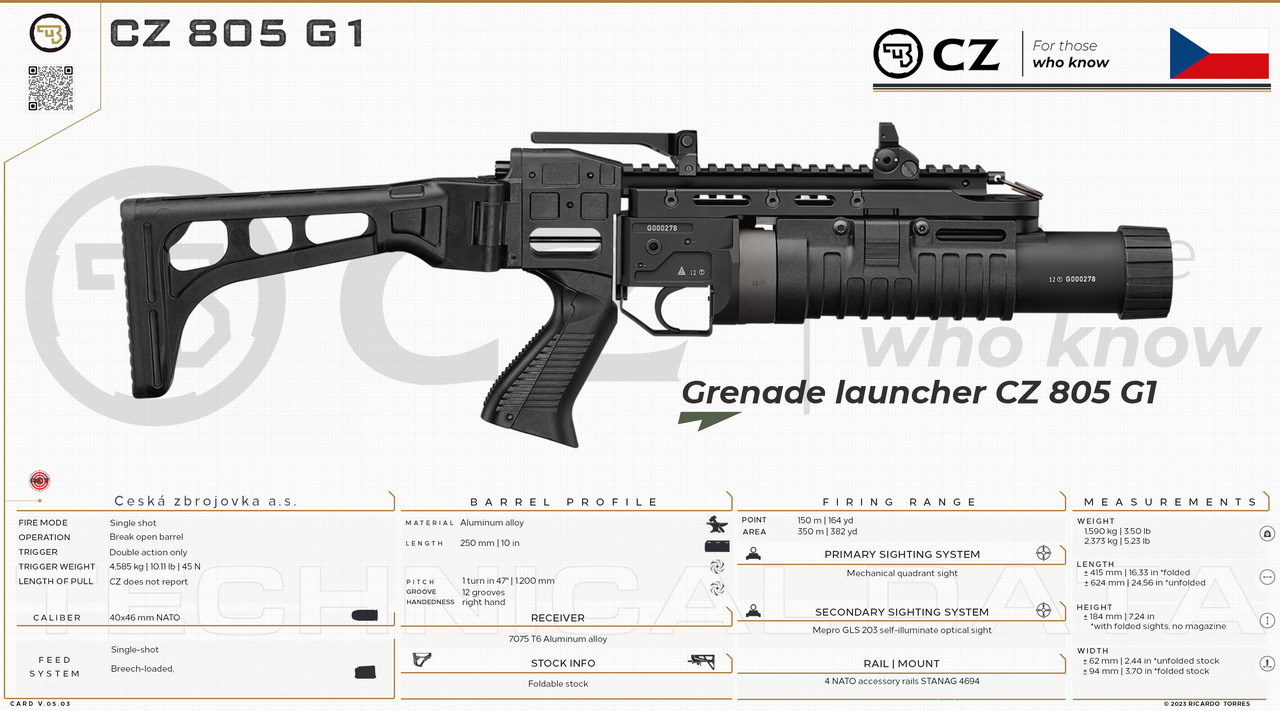 CZ 805 G1
CZ
For those
who know
G000278
12
12 G000278
who know
Grenade launcher CZ 805 G1
HOT
Česká zbrojovka a.s.
FIRE MODE Single shot
OPERATION Break open barrel
TRIGGER Double action only
TRIGGER WEIGHT 4,585 kg | 10.11 lb | 45 N
LENGTH OF PULL CZ does not report
CALIBER 40x46 mm NATO
FEED
SYSTEM
Single-shot
Breech-loaded,
BARREL PROFILE
MATERIAL Aluminum alloy
LENGTH 250 mm | 10 in
PITCH 1 turn in 47" | 1200 mm
GROOVE 12 grooves
HANDEDNESS right hand
RECEIVER
7075 T6 Aluminum alloy
STOCK INFO
Foldable stock
FIRING RANGE
POINT 150 m | 164 yd
AREA 350 m | 382 yd
PRIMARY SIGHTING SYSTEM
Mechanical quadrant sight
SECONDARY SIGHTING SYSTEM
Mepro GLS 203 self-illuminate optical sight
RAIL | MOUNT
4 NATO accessory rails STANAG 4694
MEASUREMENTS
WEIGHT
1,590 kg | 3.50 lb
2,373 kg | 5,23 lb
LENGTH
± 415 mm | 16,33 in *folded
± 624 mm | 24,56 in *unfolded
HEIGHT
± 184 mm | 7,24 in
*with folded sights, no magazine
WIDTH
± 62 mm | 2,44 in *unfolded stock
± 94 mm | 3,70 in *folded stock
TECHNICAL DATA
CARD V.05.03
© 2023 RICARDO TORRES